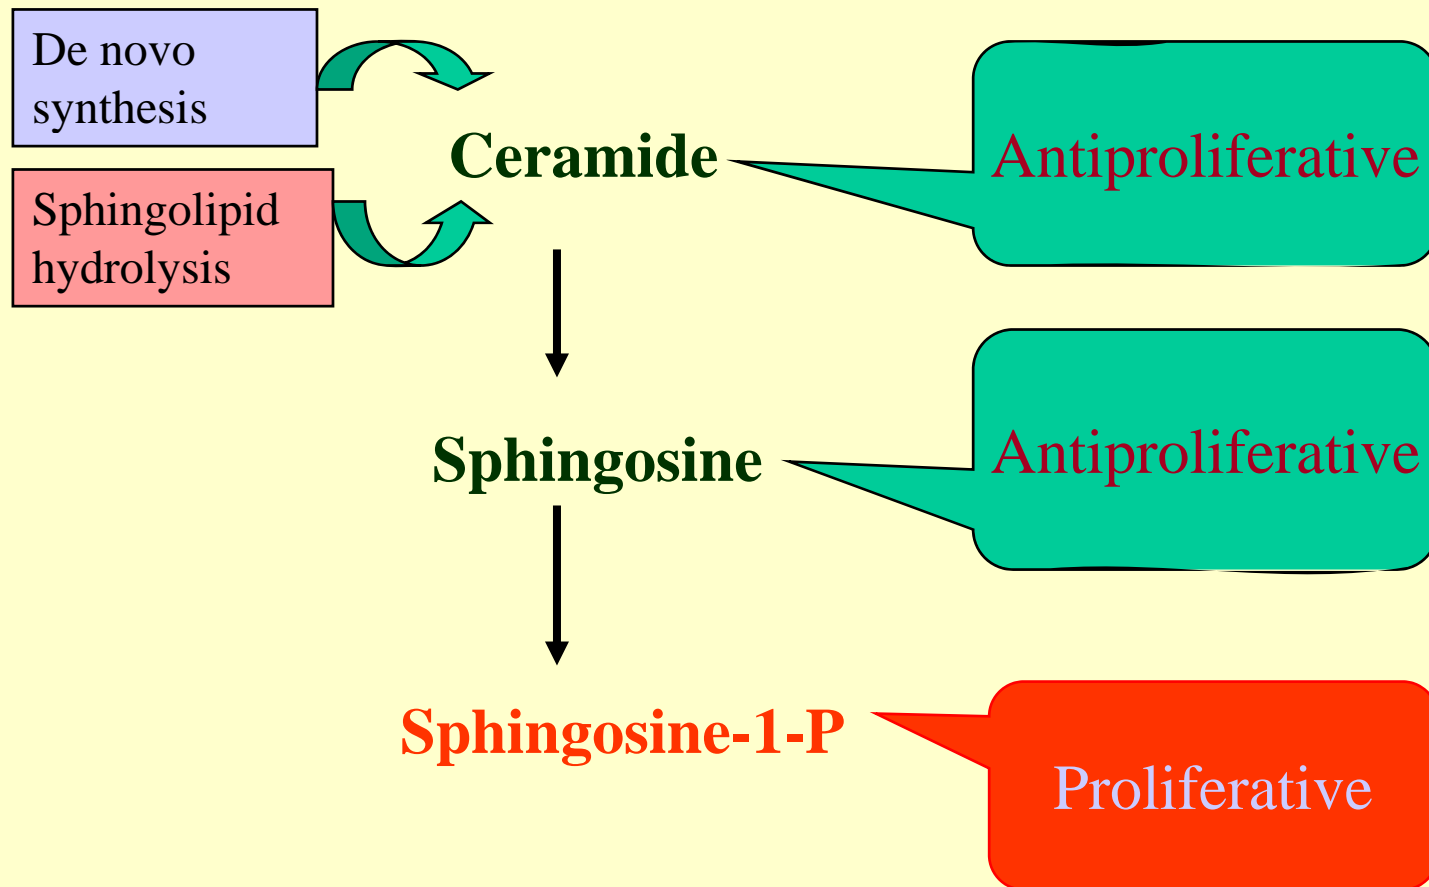 De novo
synthesis
Ceramide
Antiproliferative
Sphingolipid
hydrolysis
Sphingosine
Antiproliferative
Sphingosine-1-P
Proliferative